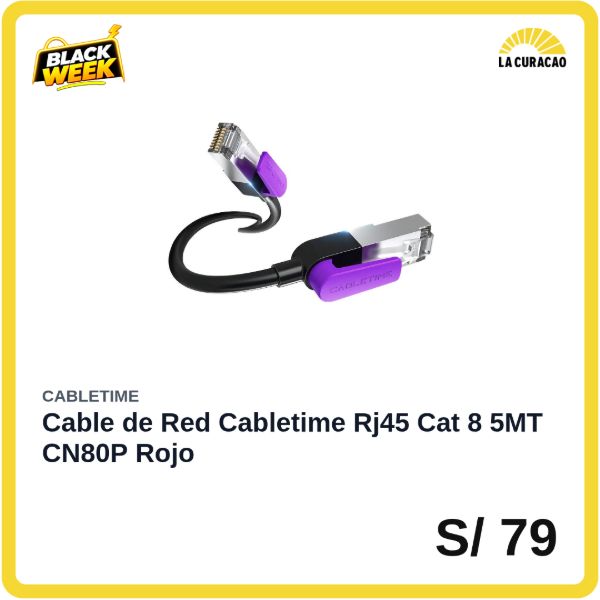 BLACK
WEEK
LA CURACAO
CABLETIME
CABLETIME
Cable de Red Cabletime Rj45 Cat 8 5MT
CN80P Rojo
S/ 79